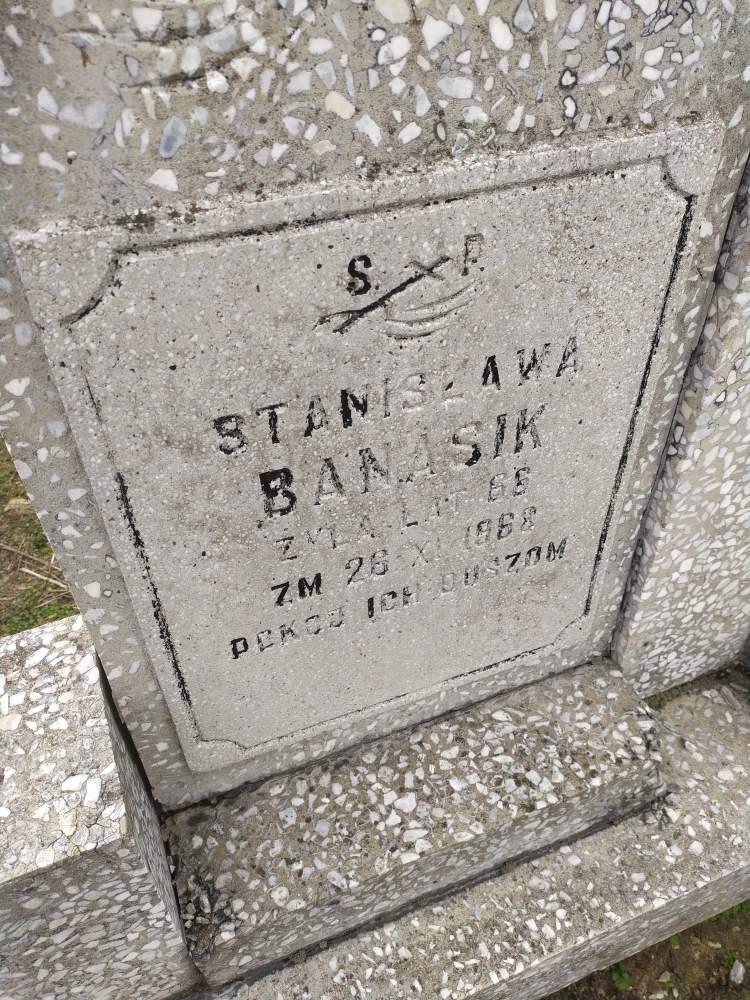 S. P.
STANISŁAWA
BANASIK
ŻYŁA LAT 66
ZM 26 XI 1968
POKÓJ ICH DUSZOM